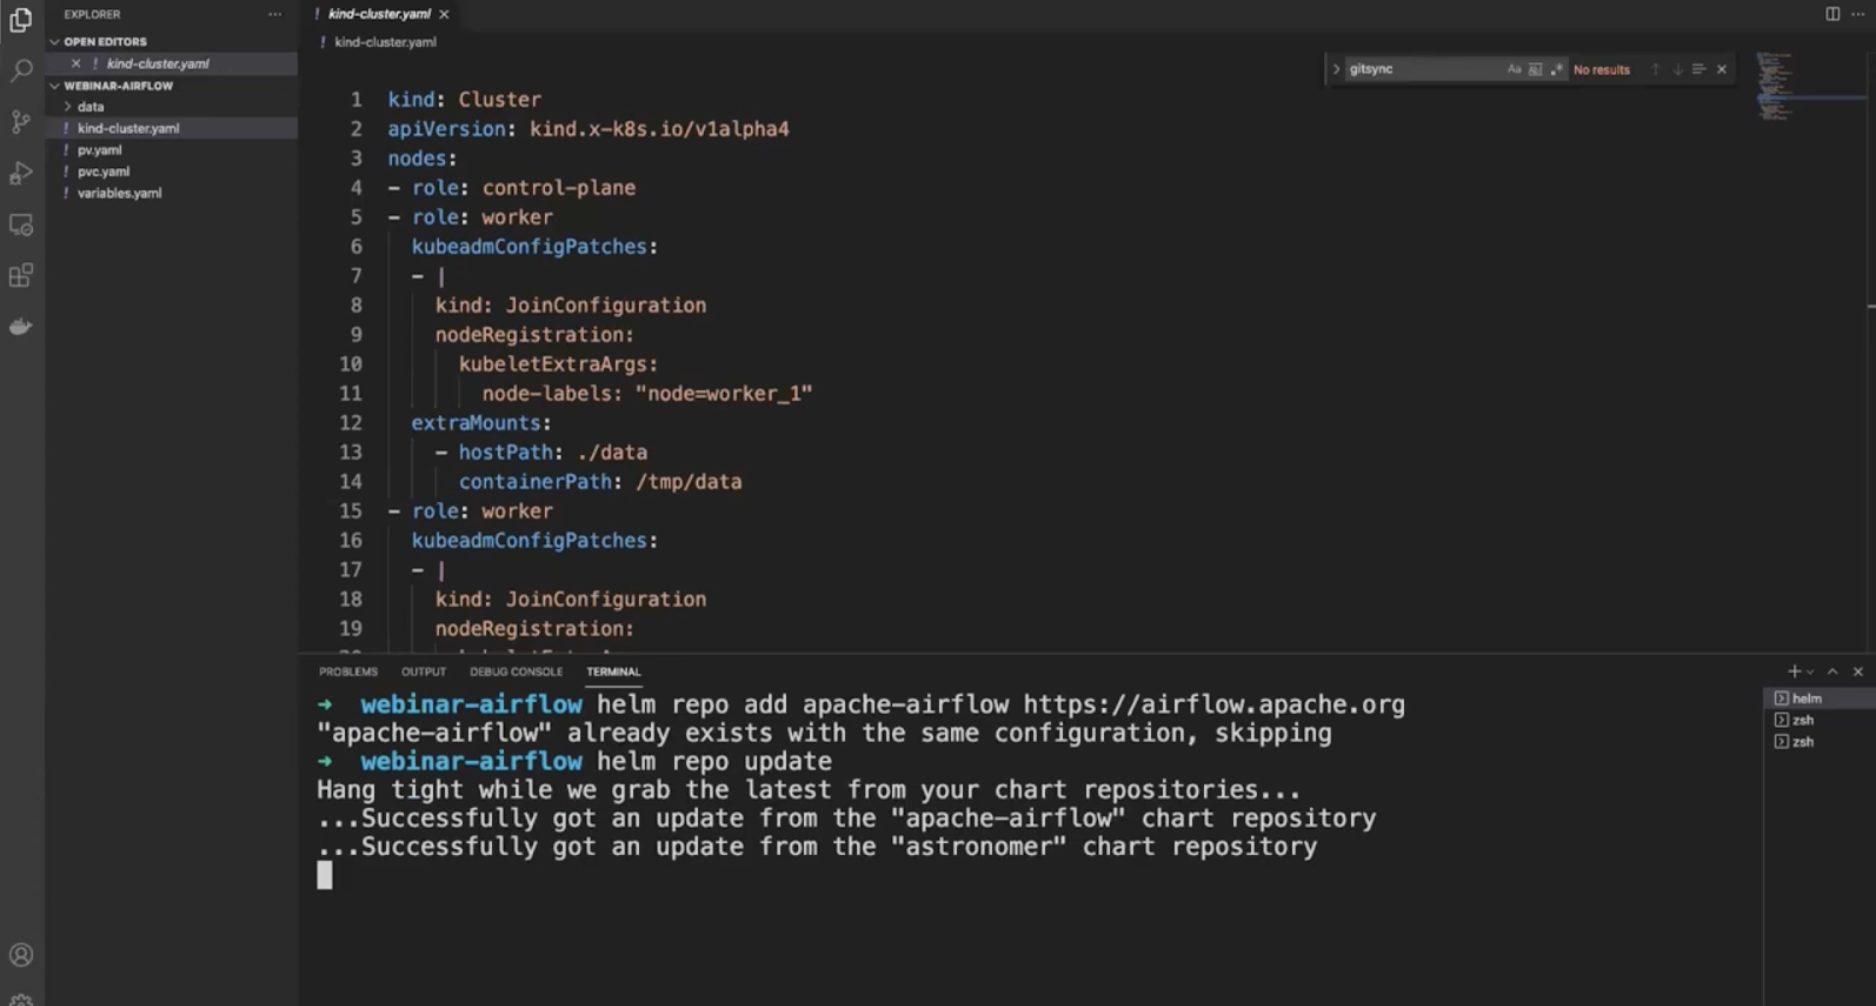 EXPLORER
OPEN EDITORS
kind-cluster.yaml
WEBINAR-AIRFLOW
data
kind-cluster.yaml
pv.yaml
pvc.yaml
variables.yaml
kind-cluster.yaml
kind-cluster.yaml
gitsync
Aa
No results
1 kind: Cluster
2 apiVersion: kind.x-k8s.io/v1alpha4
3 nodes:
4 - role: control-plane
5 - role: worker
6 kubeadmConfigPatches:
7 - |
8 kind: JoinConfiguration
9 nodeRegistration:
10 kubeletExtraArgs:
11 node-labels: "node=worker_1"
12 extraMounts:
13 - hostPath: ./data
14 containerPath: /tmp/data
15 - role: worker
16 kubeadmConfigPatches:
17 - |
18 kind: JoinConfiguration
19 nodeRegistration:
PROBLEMS OUTPUT DEBUG CONSOLE TERMINAL
→ webinar-airflow helm repo add apache-airflow https://airflow.apache.org
"apache-airflow" already exists with the same configuration, skipping
→ webinar-airflow helm repo update
Hang tight while we grab the latest from your chart repositories...
...Successfully got an update from the "apache-airflow" chart repository
...Successfully got an update from the "astronomer" chart repository
helm
zsh
zsh